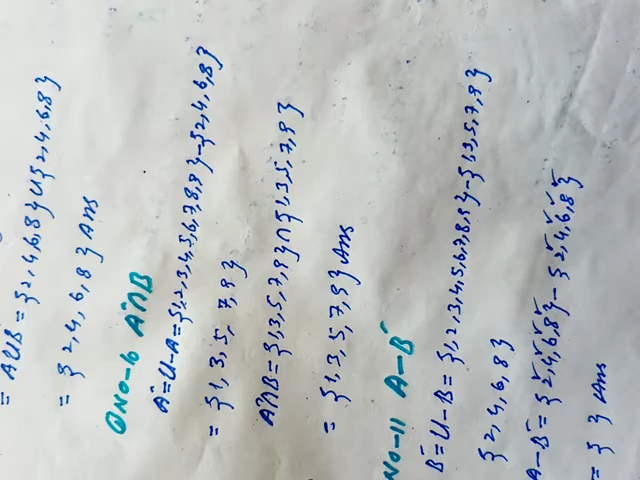 = AUB = {2,4,6,8}U{2,4,6,8}
= {2,4,6,8} Ans
QNO-10 A'∩B
A'=U-A={1,2,3,4,5,6,7,8,9}-{2,4,6,8}
= {1,3,5,7,9}
A'∩B={1,3,5,7,9}∩{1,3,5,7,9}
= {1,3,5,7,9} Ans
NO-11 A-B'
B'=U-B={1,2,3,4,5,6,7,8,9}-{1,3,5,7,9}
{2,4,6,8}
A-B'={2,4,6,8}-{2,4,6,8}
= { } Ans